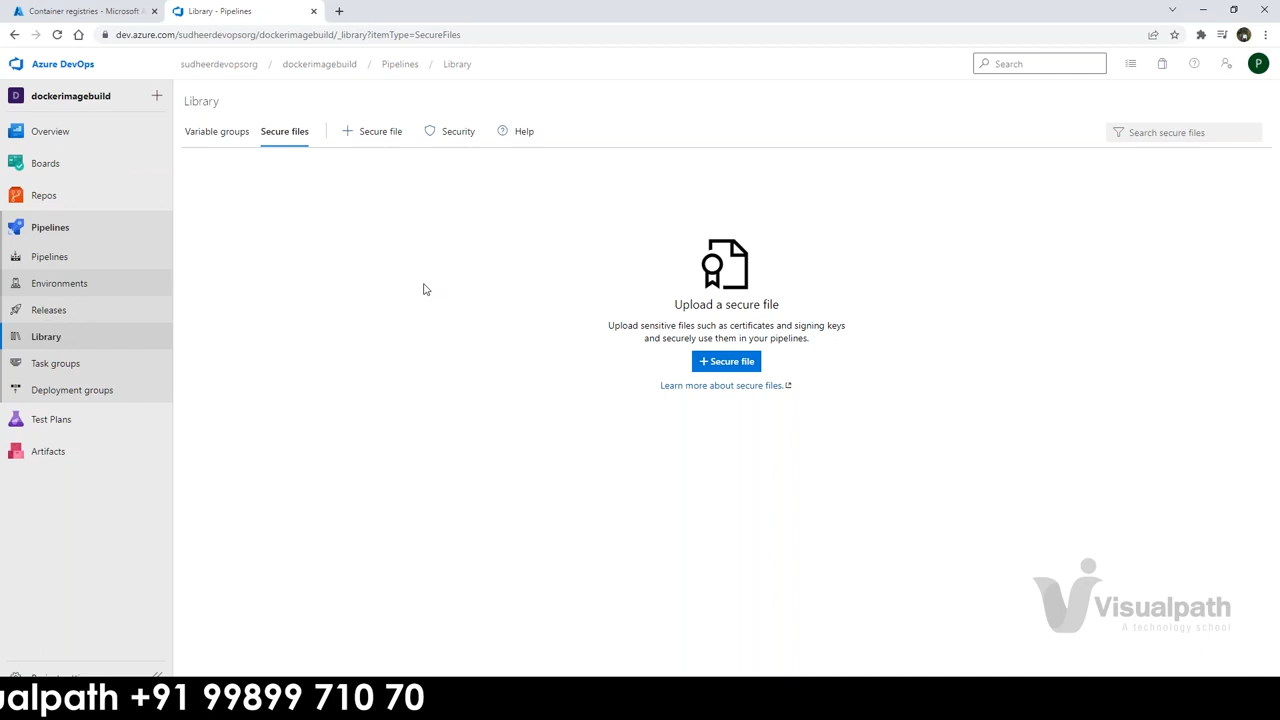 Container registries - Microsoft A
Library - Pipelines
dev.azure.com/sudheerdevopsorg/dockerimagebuild/_library?itemType=SecureFiles
Azure DevOps
sudheerdevopsorg / dockerimagebuild / Pipelines / Library
Search
P
D dockerimagebuild
Overview
Boards
Repos
Pipelines
Pipelines
Environments
Releases
Library
Task groups
Deployment groups
Test Plans
Artifacts
Library
Variable groups
Secure files
Secure file
Security
Help
Search secure files
Upload a secure file
Upload sensitive files such as certificates and signing keys
and securely use them in your pipelines.
+ Secure file
Learn more about secure files.
Visualpath
A technology school
ualpath +91 99899 710 70